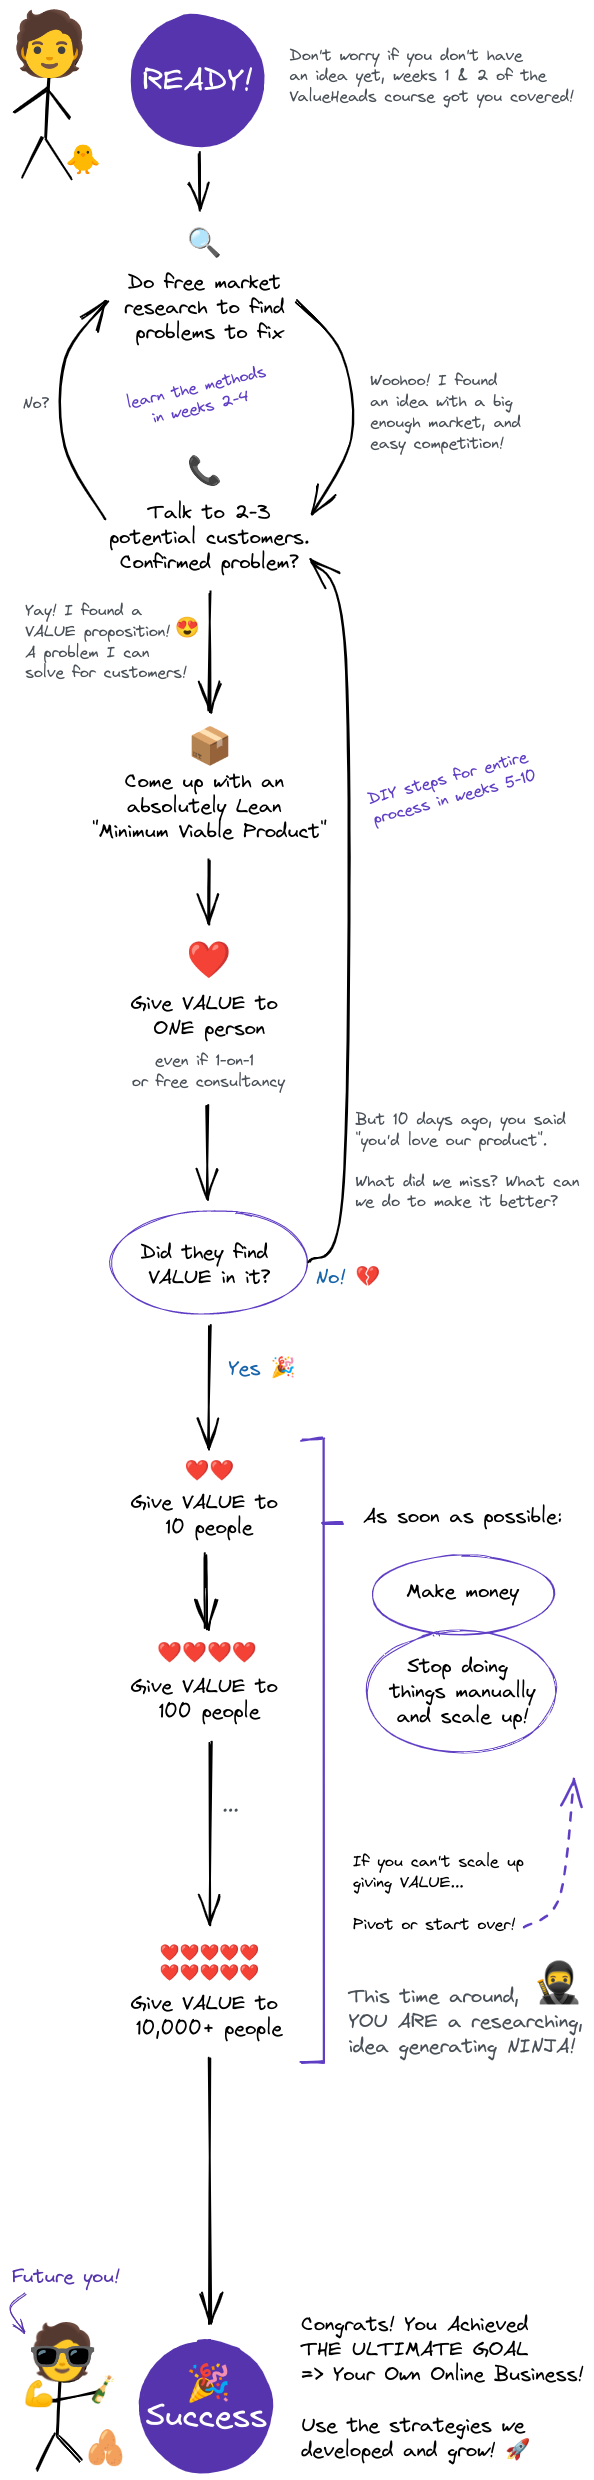 READY!
Don't worry if you don't have
an idea yet, weeks 1 & 2 of the
ValueHeads course got you covered!
Do free market
research to find
problems to fix
No?
learn the methods
in weeks 2-4
Woohoo! I found
an idea with a big
enough market, and
easy competition!
Talk to 2-3
potential customers.
Confirmed problem?
Yay! I found a
VALUE proposition!
A problem I can
solve for customers!
Come up with an
absolutely Lean
"Minimum Viable Product"
DIY steps for entire
process in weeks 5-10
Give VALUE to
ONE person
even if 1-on-1
or free consultancy
But 10 days ago, you said
"you'd love our product".
What did we miss? What can
we do to make it better?
Did they find
VALUE in it?
No!
Yes
Give VALUE to
10 people
As soon as possible:
Make money
Stop doing
things manually
and scale up!
Give VALUE to
100 people
...
If you can't scale up
giving VALUE...
Pivot or start over!
This time around,
YOU ARE a researching,
idea generating NINJA!
Give VALUE to
10,000+ people
Future you!
Success
Congrats! You Achieved
THE ULTIMATE GOAL
=> Your Own Online Business!
Use the strategies we
developed and grow!